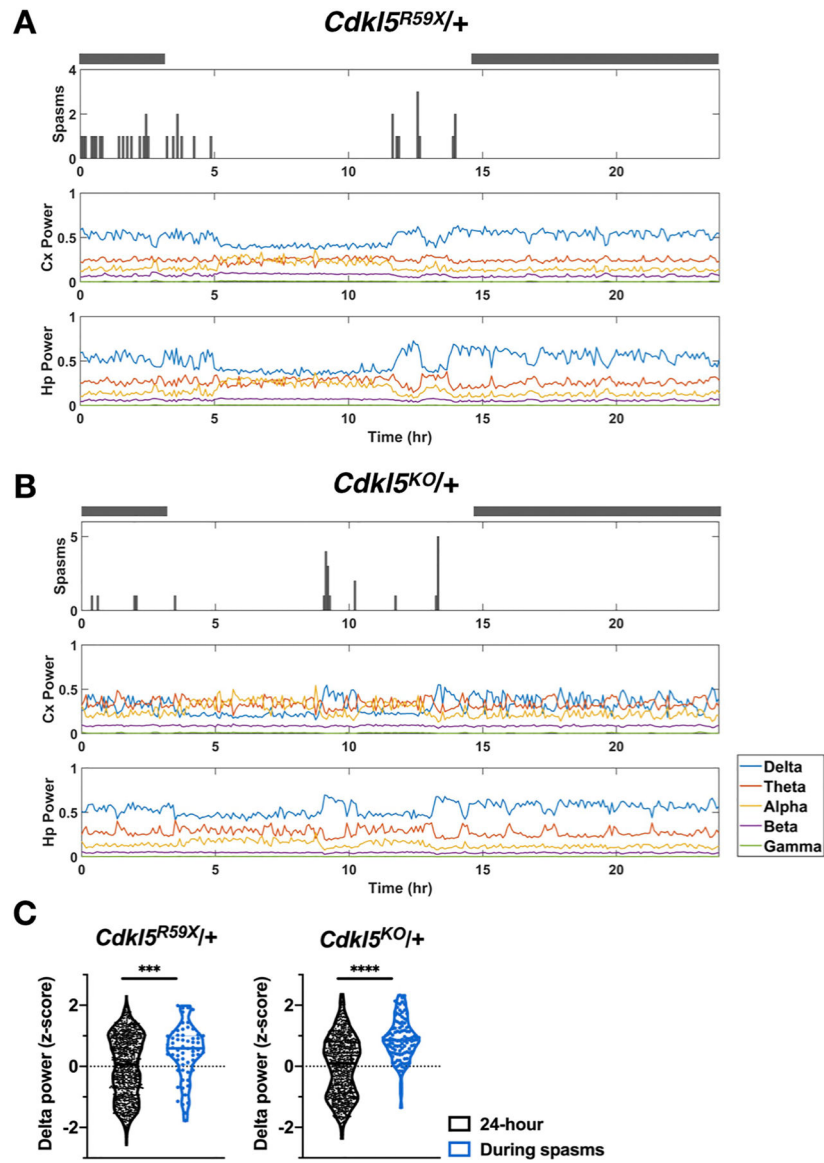 A
Cdkl5R59X/+
Spasms
4
2
0
0 5 10 15 20
Cx Power
1
0.5
0
0 5 10 15 20
Hp Power
1
0.5
0
0 5 10 15 20
Time (hr)
B
Cdkl5KO/+
Spasms
5
0
0 5 10 15 20
Cx Power
1
0.5
0
0 5 10 15 20
Hp Power
1
0.5
0
0 5 10 15 20
Time (hr)
Delta
Theta
Alpha
Beta
Gamma
C
Cdkl5R59X/+
***
Delta power (z-score)
2
0
-2
Cdkl5KO/+
****
Delta power (z-score)
2
0
-2
24-hour
During spasms